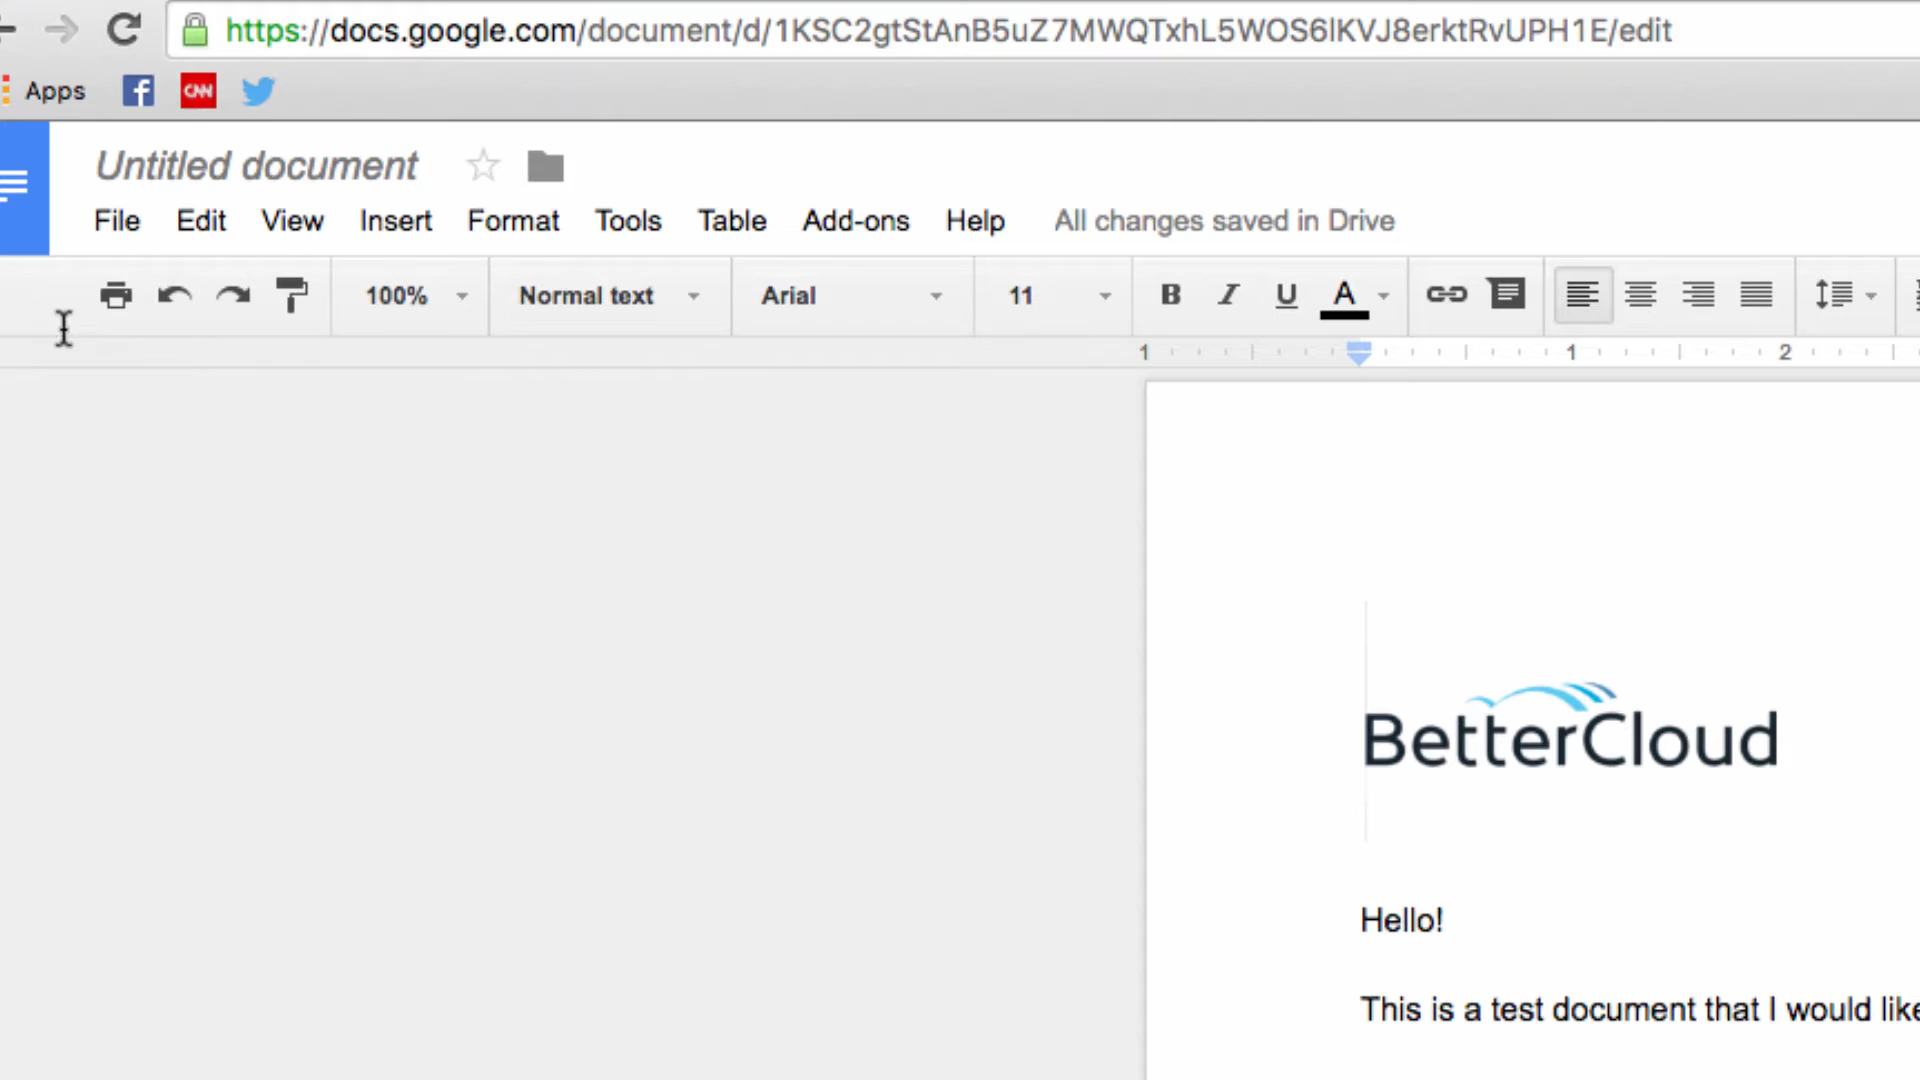 https://docs.google.com/document/d/1KSC2gtStAnB5uZ7MWQTxhL5WOS6lKVJ8erktRvUPH1E/edit
Apps CNN
Untitled document
File Edit View Insert Format Tools Table Add-ons Help All changes saved in Drive
100% Normal text Arial 11 B I U A
1 1 2
BetterCloud
Hello!
This is a test document that I would like